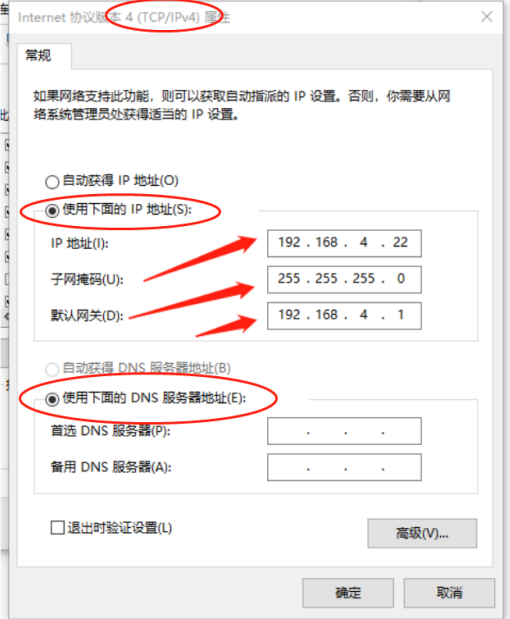 Internet 协议版本 4 (TCP/IPv4) 属性
常规
如果网络支持此功能，则可以获取自动指派的 IP 设置。否则，你需要从网
络系统管理员处获得适当的 IP 设置。
自动获得 IP 地址(O)
使用下面的 IP 地址(S):
IP 地址(I): 192 . 168 . 4 . 22
子网掩码(U): 255 . 255 . 255 . 0
默认网关(D): 192 . 168 . 4 . 1
自动获得 DNS 服务器地址(B)
使用下面的 DNS 服务器地址(E):
首选 DNS 服务器(P): . . .
备用 DNS 服务器(A): . . .
退出时验证设置(L)
高级(V)...
确定 取消